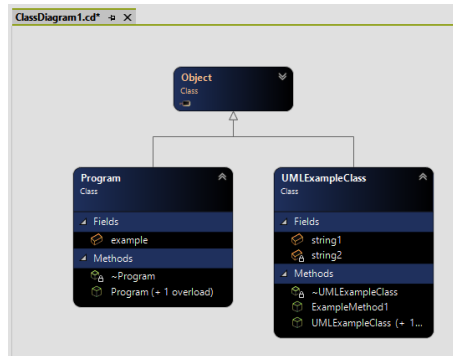 ClassDiagram1.cd*
Object
Class
Program
Class
Fields
example
Methods
~Program
Program (+ 1 overload)
UMLExampleClass
Class
Fields
string1
string2
Methods
~UMLExampleClass
ExampleMethod1
UMLExampleClass (+ 1...